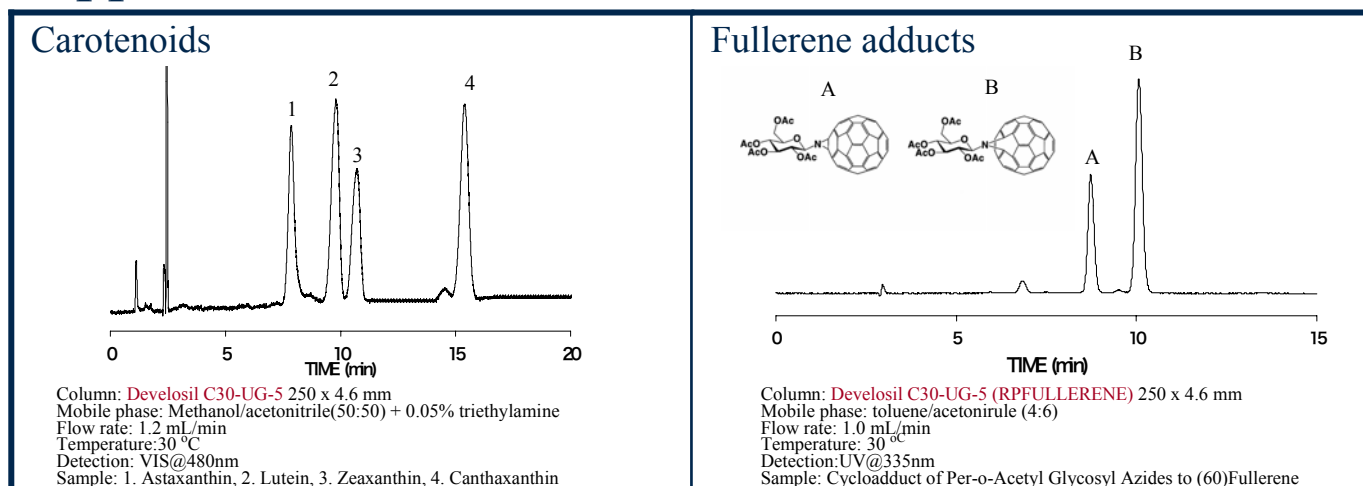 Carotenoids
1
2
3
4
0
5
10
15
20
TIME (min)
Column: Develosil C30-UG-5 250 x 4.6 mm
Mobile phase: Methanol/acetonitrile(50:50) + 0.05% triethylamine
Flow rate: 1.2 mL/min
Temperature:30 °C
Detection: VIS@480nm
Sample: 1. Astaxanthin, 2. Lutein, 3. Zeaxanthin, 4. Canthaxanthin
Fullerene adducts
A
B
OAc
AcO
AcO
OAc
O
N
OAc
AcO
AcO
OAc
O
N
A
B
0
5
10
15
TIME (min)
Column: Develosil C30-UG-5 (RPFULLERENE) 250 x 4.6 mm
Mobile phase: toluene/acetonirule (4:6)
Flow rate: 1.0 mL/min
Temperature: 30 °C
Detection:UV@335nm
Sample: Cycloadduct of Per-o-Acetyl Glycosyl Azides to (60)Fullerene